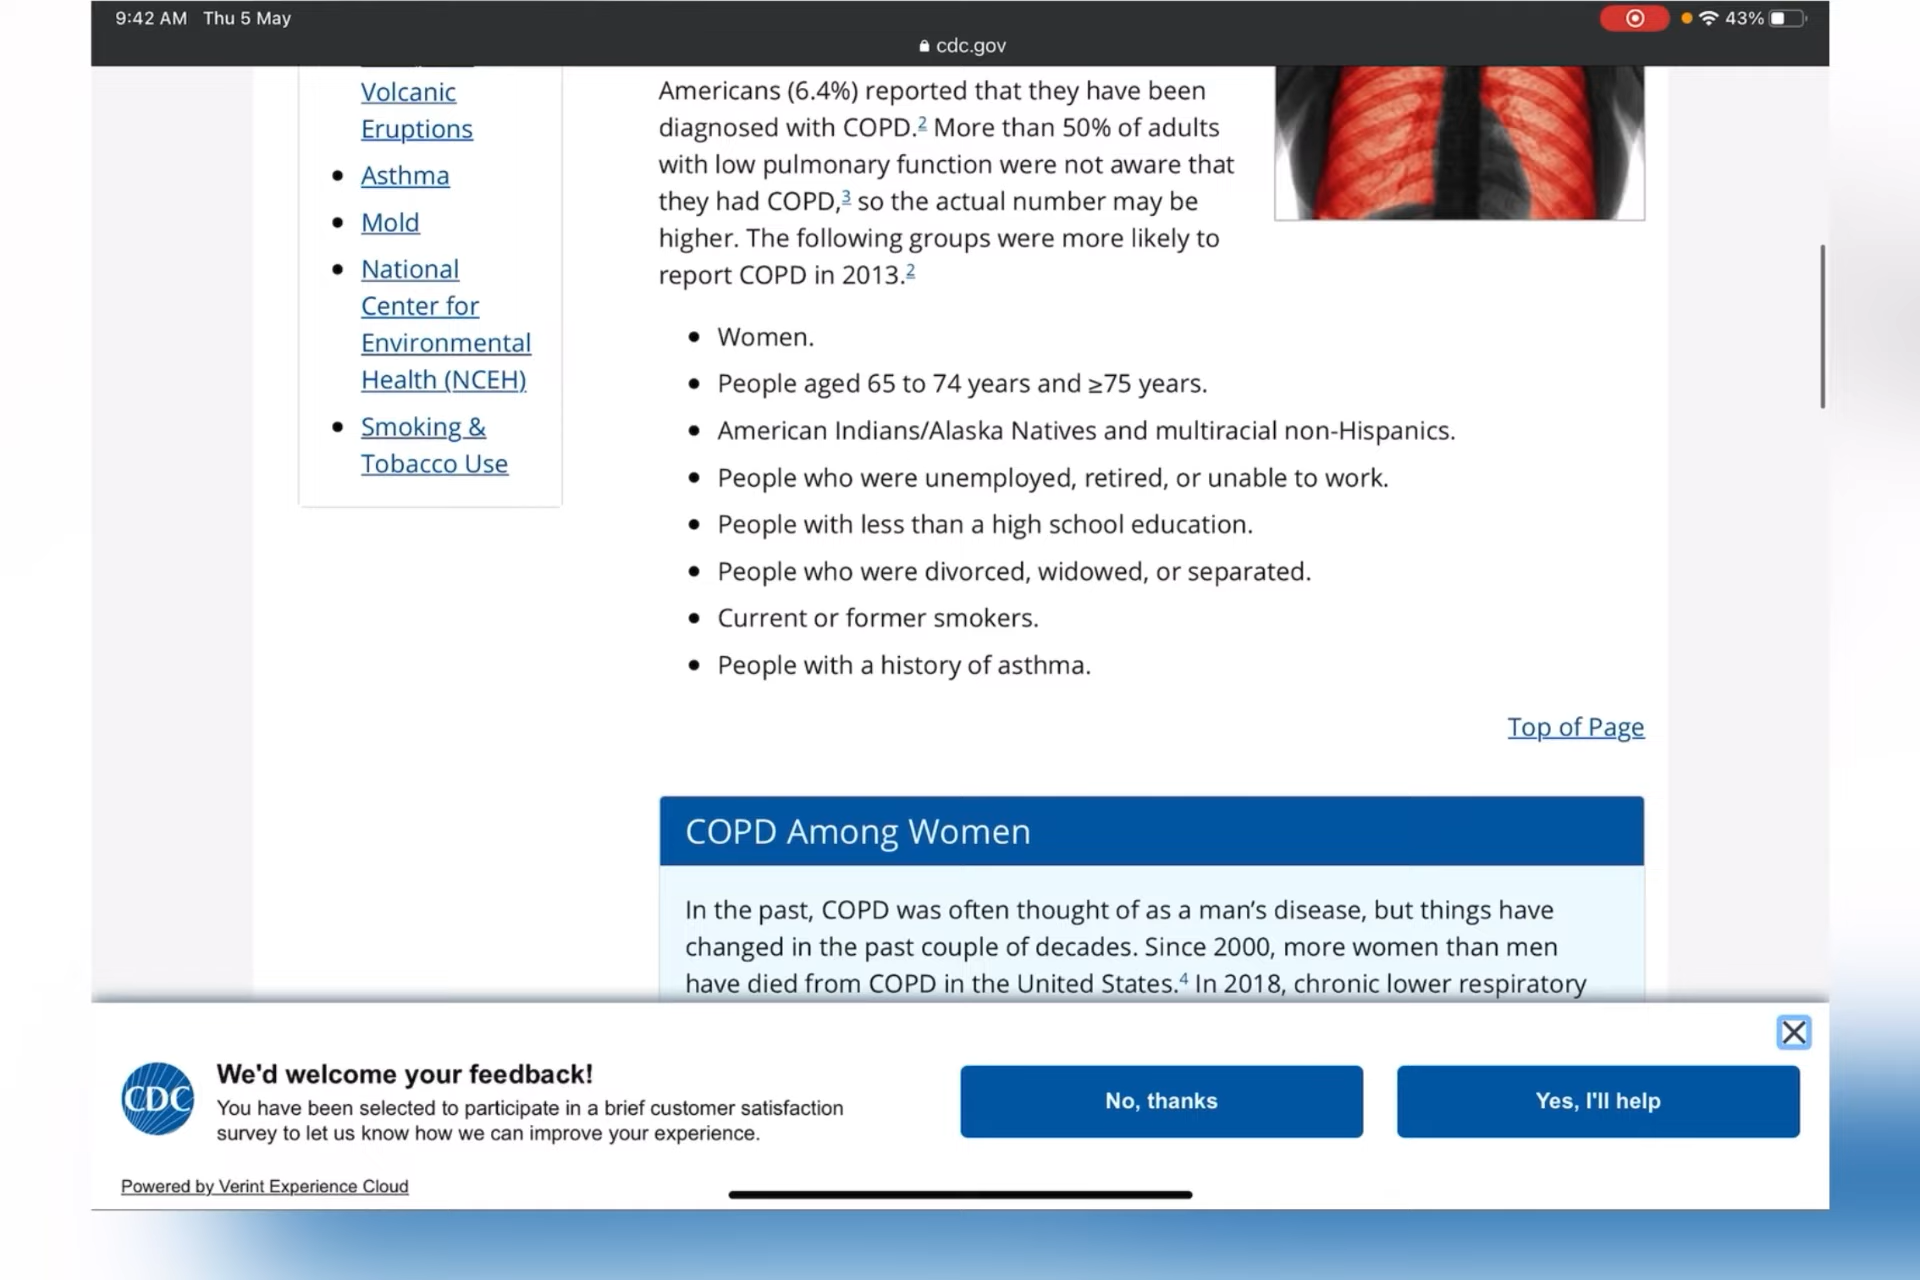 9:42 AM Thu 5 May
43%
cdc.gov
Volcanic
Eruptions
Asthma
Mold
National
Center for
Environmental
Health (NCEH)
Smoking &
Tobacco Use
Americans (6.4%) reported that they have been
diagnosed with COPD.2 More than 50% of adults
with low pulmonary function were not aware that
they had COPD,3 so the actual number may be
higher. The following groups were more likely to
report COPD in 2013.2
Women.
People aged 65 to 74 years and ≥75 years.
American Indians/Alaska Natives and multiracial non-Hispanics.
People who were unemployed, retired, or unable to work.
People with less than a high school education.
People who were divorced, widowed, or separated.
Current or former smokers.
People with a history of asthma.
Top of Page
COPD Among Women
In the past, COPD was often thought of as a man's disease, but things have
changed in the past couple of decades. Since 2000, more women than men
have died from COPD in the United States.4 In 2018, chronic lower respiratory
CDC
We'd welcome your feedback!
You have been selected to participate in a brief customer satisfaction
survey to let us know how we can improve your experience.
No, thanks
Yes, I'll help
Powered by Verint Experience Cloud